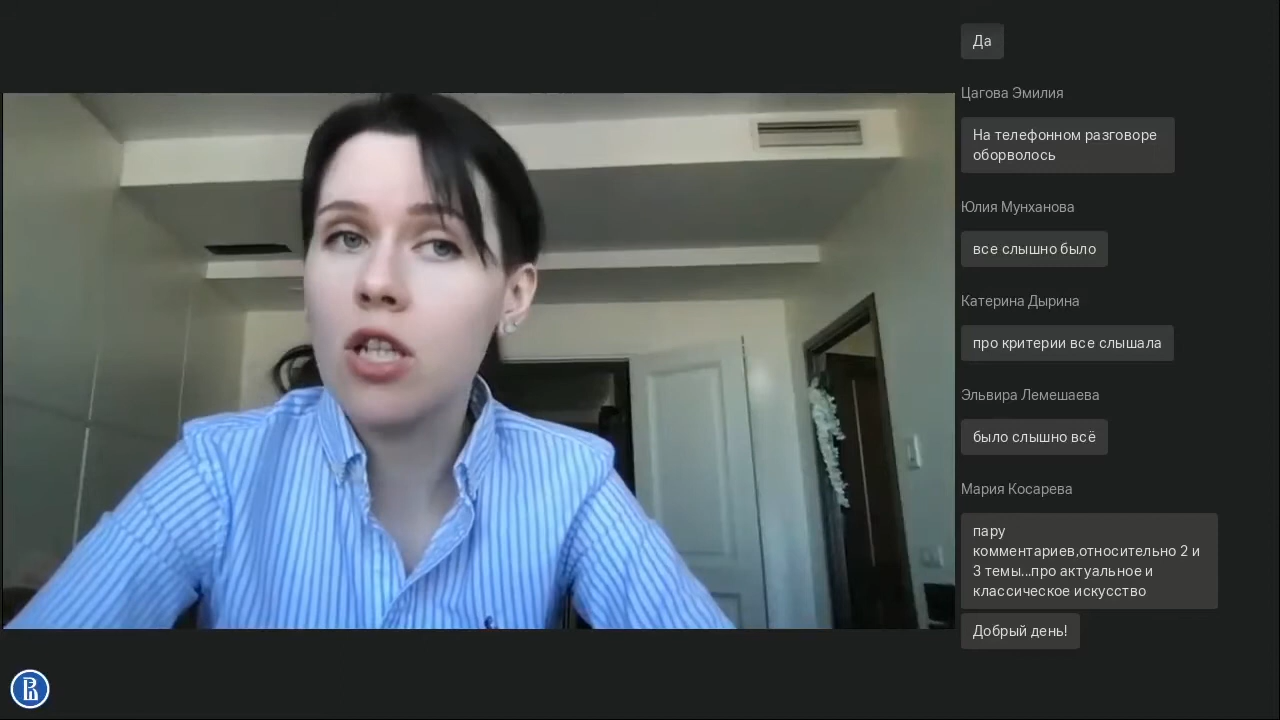 Да
Цагова Эмилия
На телефонном разговоре
оборволось
Юлия Мунханова
все слышно было
Катерина Дырина
про критерии все слышала
Эльвира Лемешаева
было слышно всё
Мария Косарева
пару
комментариев,относительно 2 и
3 темы...про актуальное и
классическое искусство
Добрый день!